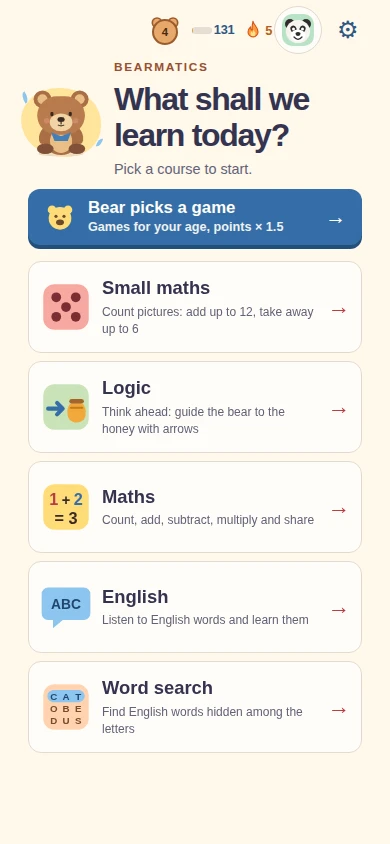 4
131
5
BEARMATICS
What shall we
learn today?
Pick a course to start.
Bear picks a game
Games for your age, points × 1.5
→
Small maths
Count pictures: add up to 12, take away
up to 6
→
Logic
Think ahead: guide the bear to the
honey with arrows
→
1 + 2
= 3
Maths
Count, add, subtract, multiply and share
→
ABC
English
Listen to English words and learn them
→
C A T
O B E
D U S
Word search
Find English words hidden among the
letters
→